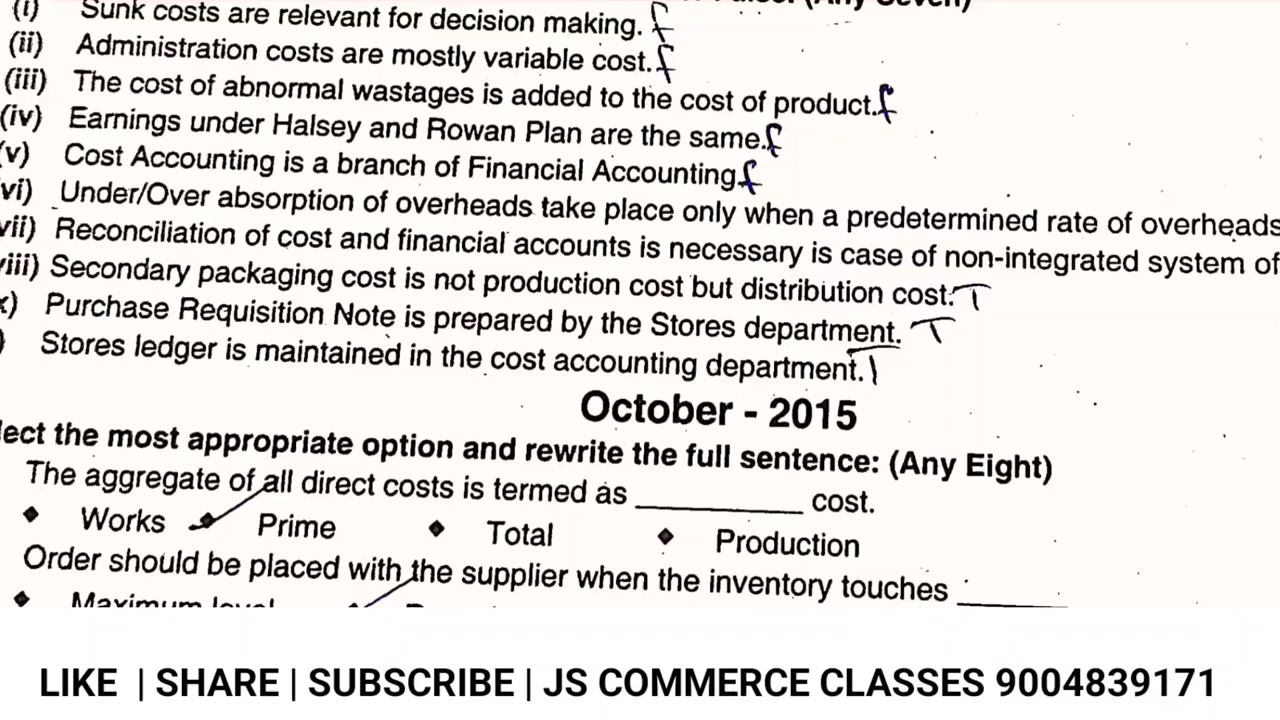 (i) Sunk costs are relevant for decision making. f
(ii) Administration costs are mostly variable cost. f
(iii) The cost of abnormal wastages is added to the cost of product. f
(iv) Earnings under Halsey and Rowan Plan are the same. f
(v) Cost Accounting is a branch of Financial Accounting f
vi) Under/Over absorption of overheads take place only when a predetermined rate of overheads
vii) Reconciliation of cost and financial accounts is necessary is case of non-integrated system of
viii) Secondary packaging cost is not production cost but distribution cost. T
x) Purchase Requisition Note is prepared by the Stores department. T
) Stores ledger is maintained in the cost accounting department. T
October - 2015
lect the most appropriate option and rewrite the full sentence: (Any Eight)
The aggregate of all direct costs is termed as ________ cost.
◆ Works ◆ Prime ◆ Total ◆ Production
Order should be placed with the supplier when the inventory touches ______
◆ Maximum level
LIKE | SHARE | SUBSCRIBE | JS COMMERCE CLASSES 9004839171